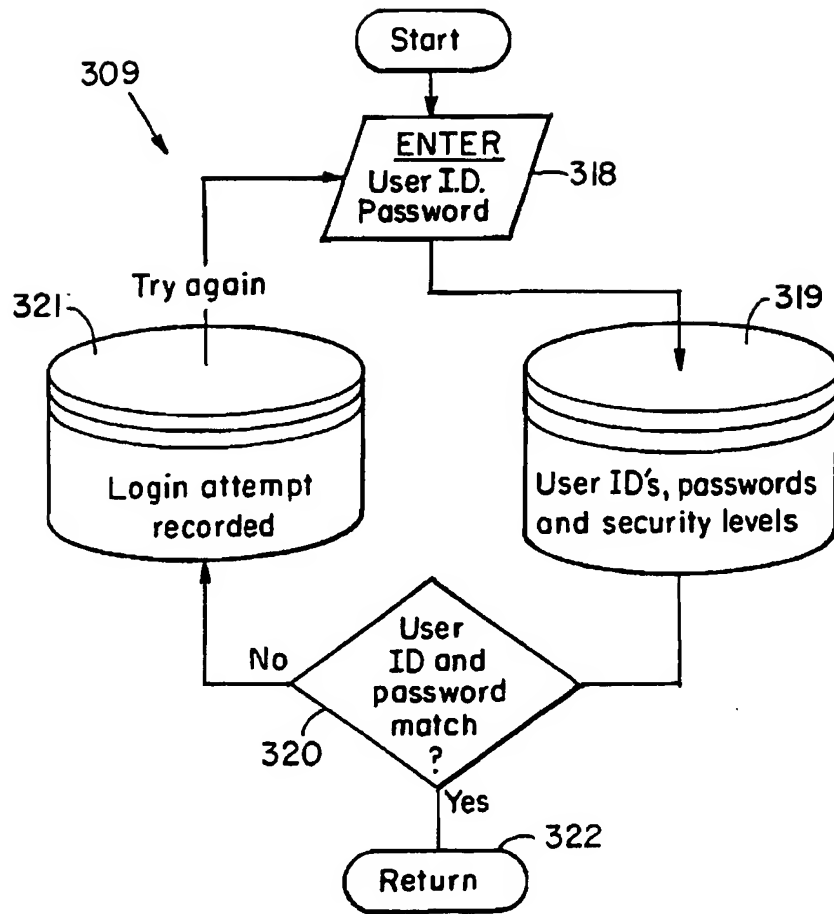 Start
309
ENTER
User I.D.
Password
318
Try again
321
319
Login attempt
recorded
User ID's, passwords
and security levels
No
User
ID and
password
match
?
320
Yes
322
Return